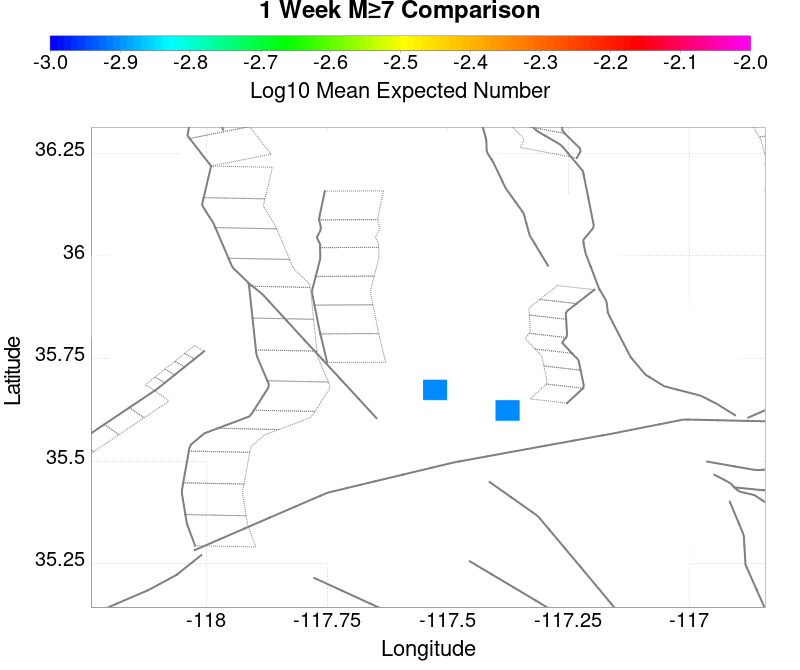 1 Week M≥7 Comparison
-3.0 -2.9 -2.8 -2.7 -2.6 -2.5 -2.4 -2.3 -2.2 -2.1 -2.0
Log10 Mean Expected Number
36.25
36
35.75
35.5
35.25
Latitude
-118 -117.75 -117.5 -117.25 -117
Longitude